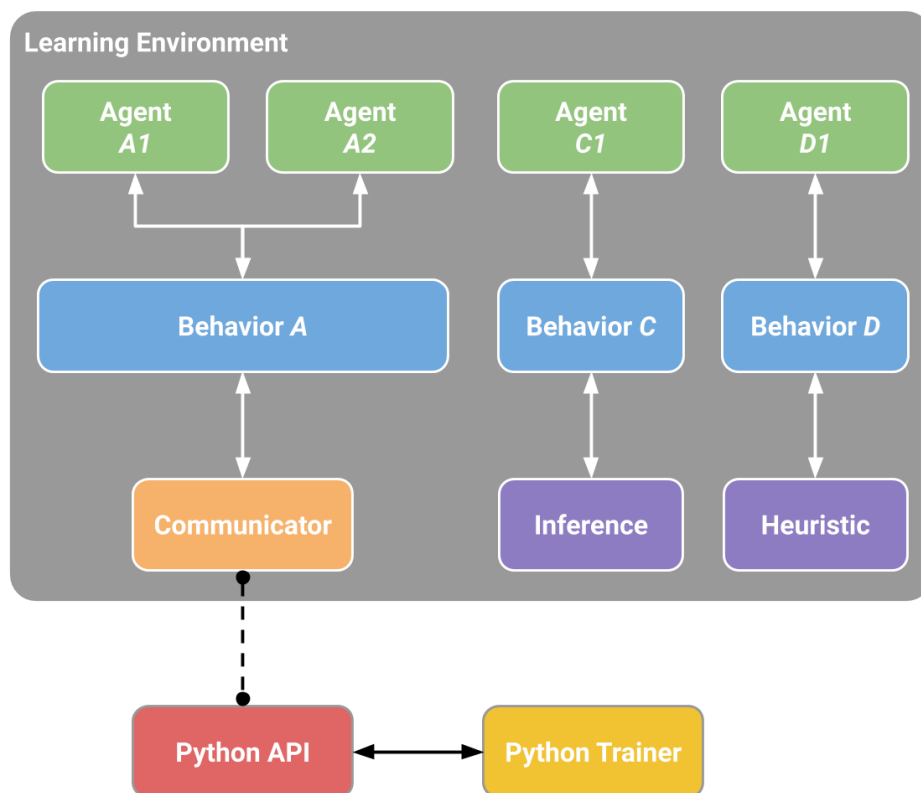 Learning Environment
Agent
A1
Agent
A2
Agent
C1
Agent
D1
Behavior A
Behavior C
Behavior D
Communicator
Inference
Heuristic
Python API
Python Trainer